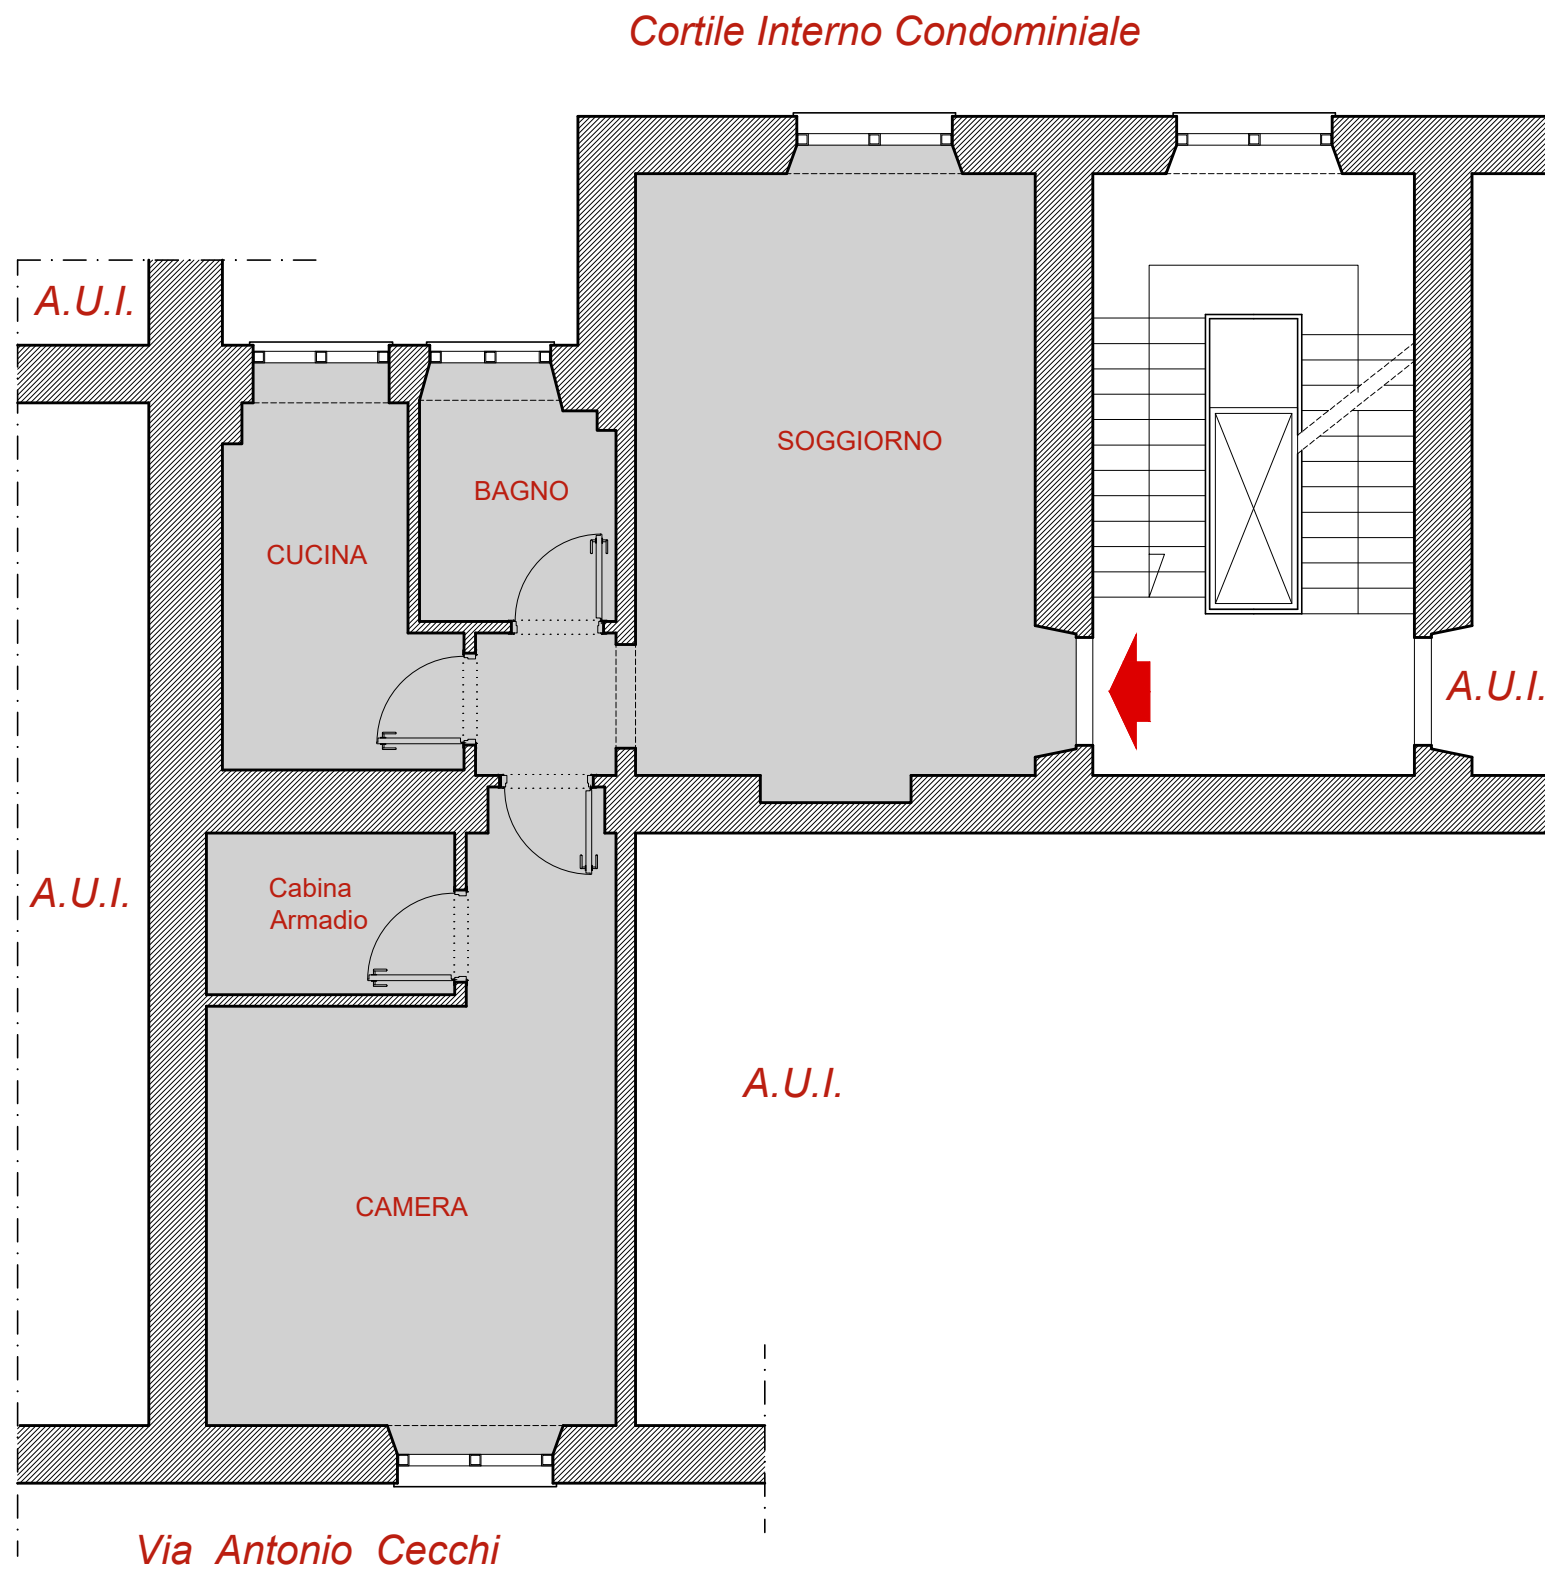 Cortile Interno Condominiale
A.U.I.
SOGGIORNO
BAGNO
CUCINA
A.U.I.
A.U.I.
Cabina
Armadio
A.U.I.
CAMERA
Via Antonio Cecchi